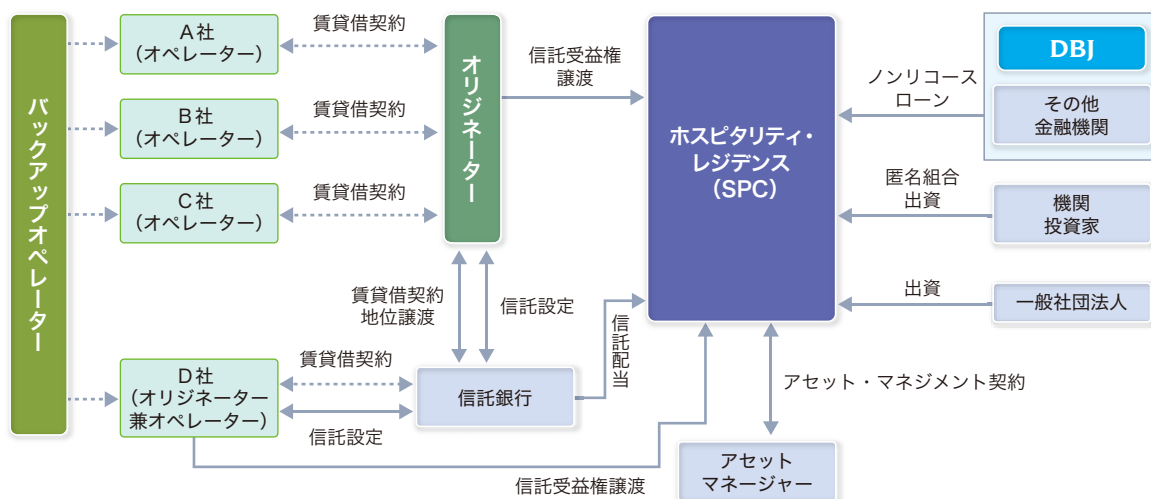 バックアップオペレーター
A社
（オペレーター）
賃貸借契約
B社
（オペレーター）
賃貸借契約
C社
（オペレーター）
賃貸借契約
オリジネーター
信託受益権
譲渡
ホスピタリティ・
レジデンス
（SPC）
ノンリコース
ローン
DBJ
その他
金融機関
匿名組合
出資
機関
投資家
出資
一般社団法人
賃貸借契約
地位譲渡
信託設定
D社
（オリジネーター
兼オペレーター）
賃貸借契約
信託設定
信託銀行
信託配当
アセット・マネジメント契約
信託受益権譲渡
アセット
マネージャー